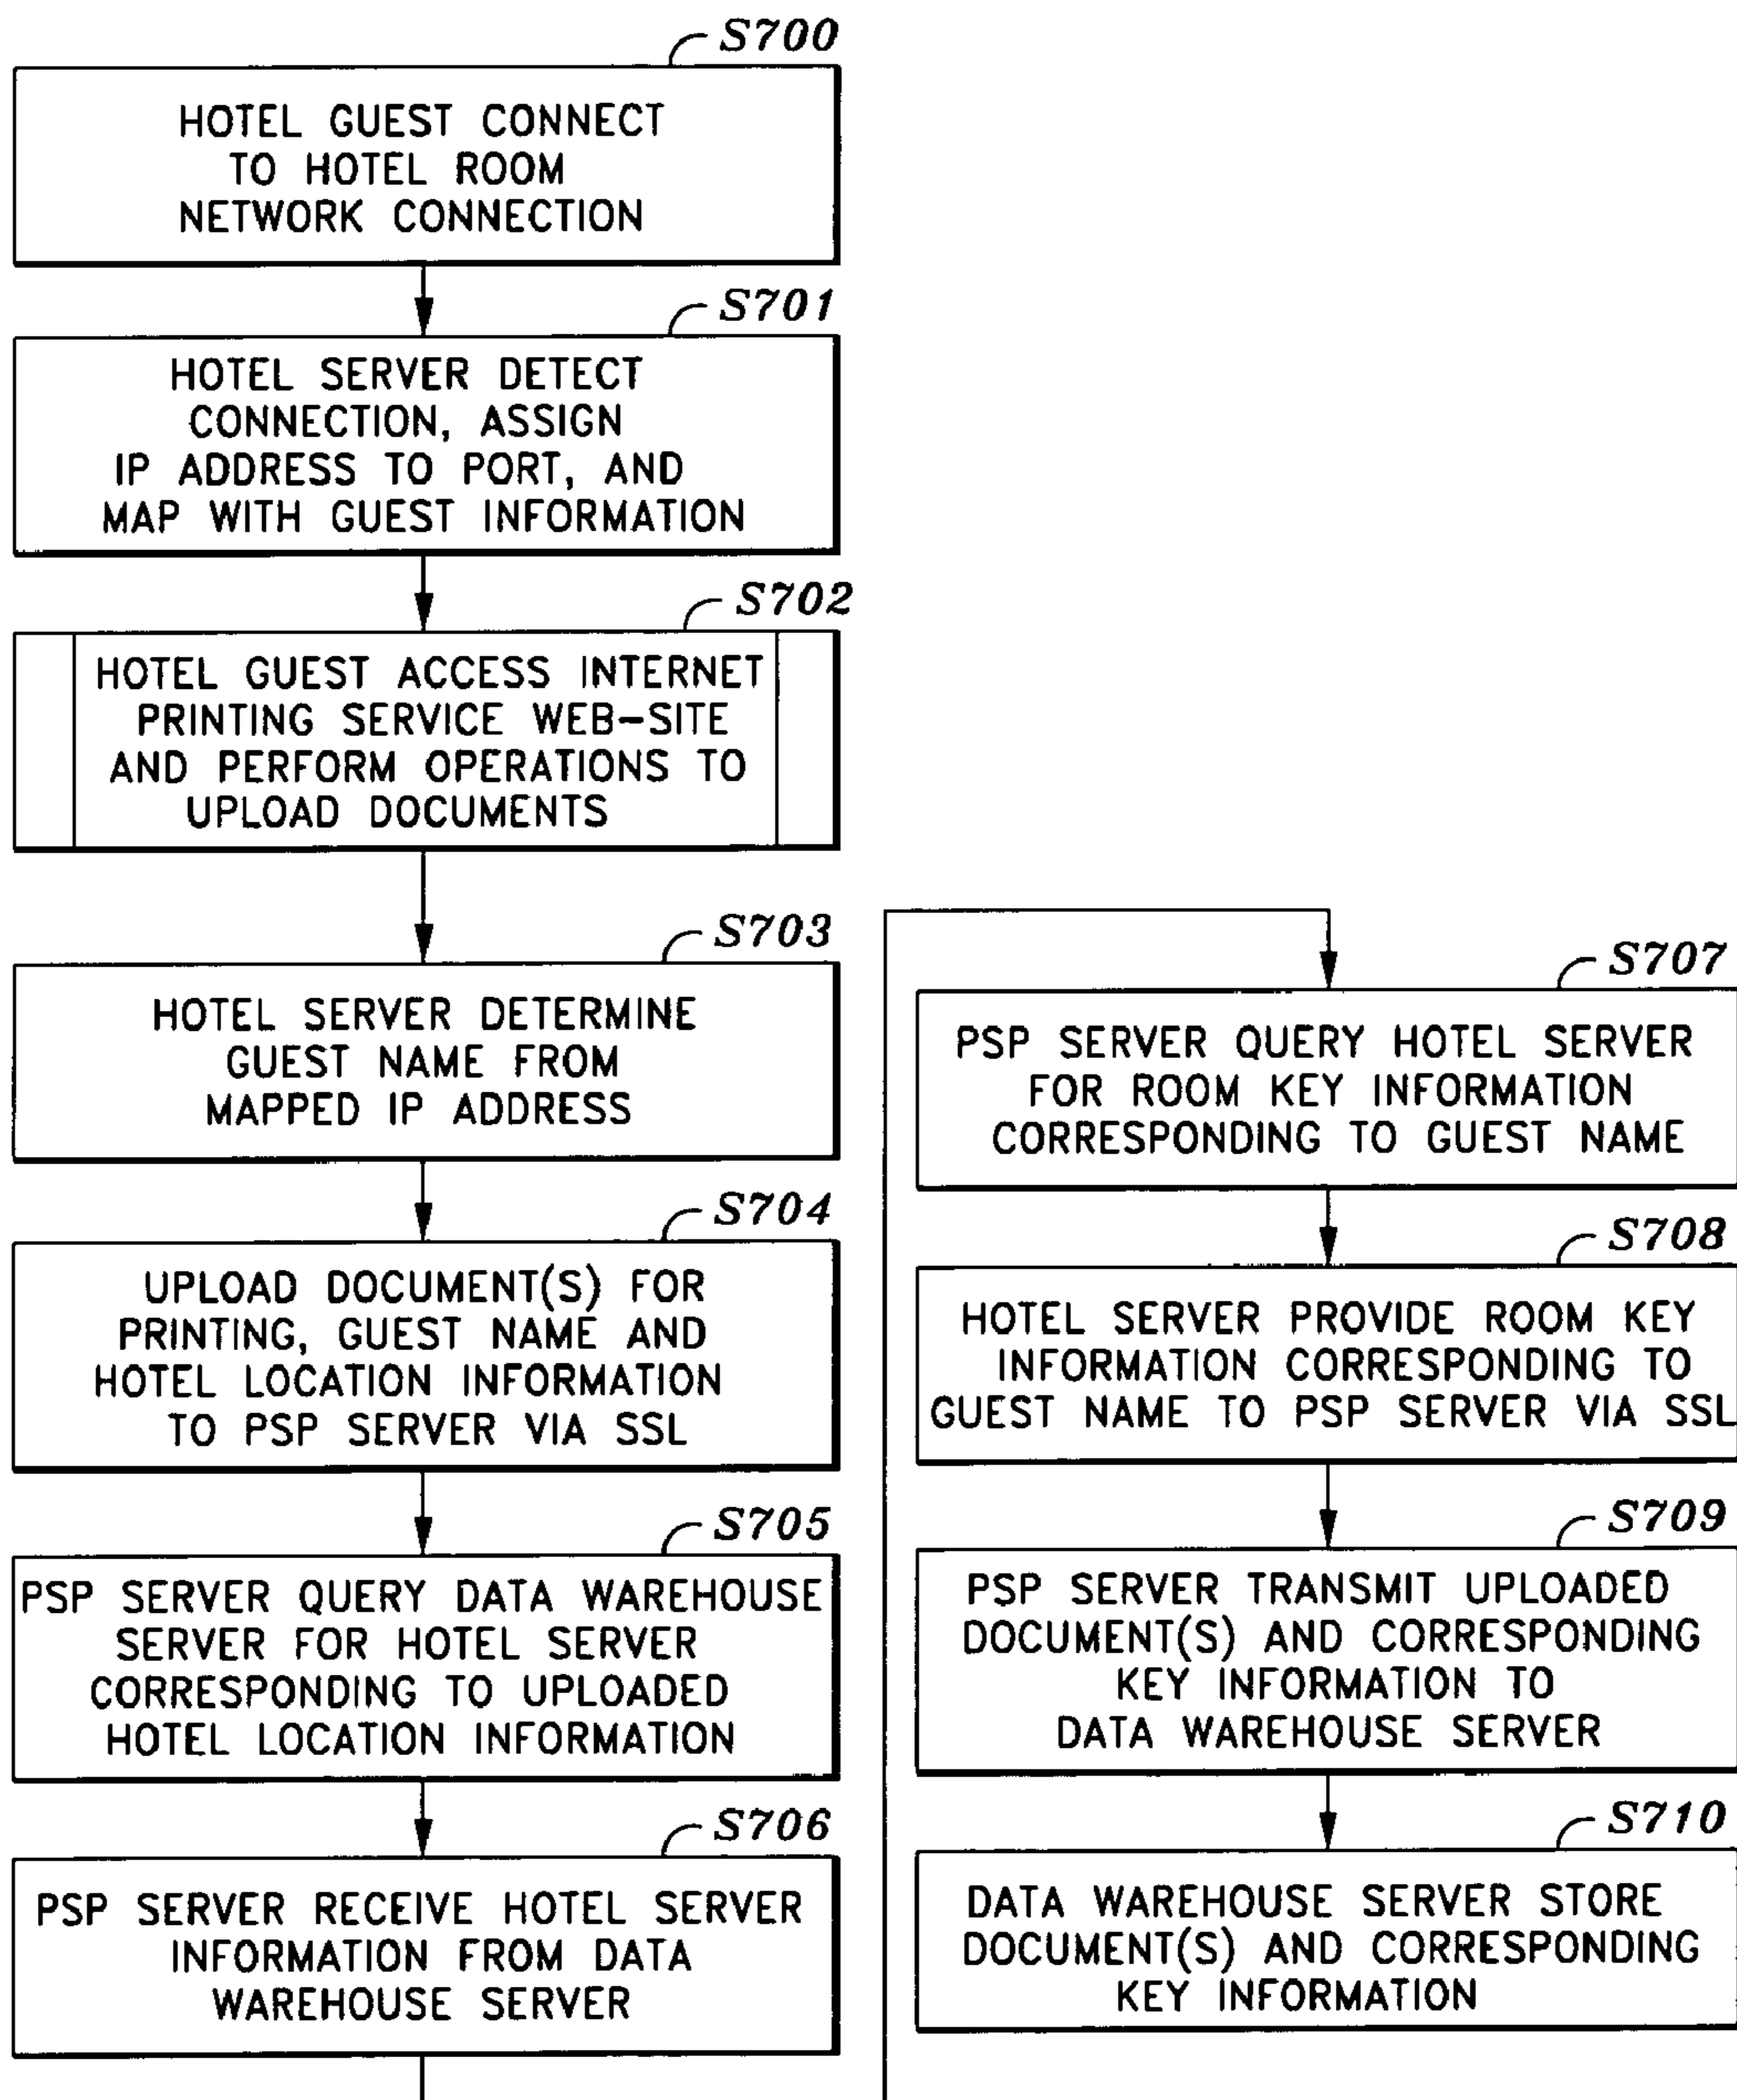 S700
HOTEL GUEST CONNECT
TO HOTEL ROOM
NETWORK CONNECTION
S701
HOTEL SERVER DETECT
CONNECTION, ASSIGN
IP ADDRESS TO PORT, AND
MAP WITH GUEST INFORMATION
S702
HOTEL GUEST ACCESS INTERNET
PRINTING SERVICE WEB-SITE
AND PERFORM OPERATIONS TO
UPLOAD DOCUMENTS
S703
HOTEL SERVER DETERMINE
GUEST NAME FROM
MAPPED IP ADDRESS
S704
UPLOAD DOCUMENT(S) FOR
PRINTING, GUEST NAME AND
HOTEL LOCATION INFORMATION
TO PSP SERVER VIA SSL
S705
PSP SERVER QUERY DATA WAREHOUSE
SERVER FOR HOTEL SERVER
CORRESPONDING TO UPLOADED
HOTEL LOCATION INFORMATION
S706
PSP SERVER RECEIVE HOTEL SERVER
INFORMATION FROM DATA
WAREHOUSE SERVER
S707
PSP SERVER QUERY HOTEL SERVER
FOR ROOM KEY INFORMATION
CORRESPONDING TO GUEST NAME
S708
HOTEL SERVER PROVIDE ROOM KEY
INFORMATION CORRESPONDING TO
GUEST NAME TO PSP SERVER VIA SSL
S709
PSP SERVER TRANSMIT UPLOADED
DOCUMENT(S) AND CORRESPONDING
KEY INFORMATION TO
DATA WAREHOUSE SERVER
S710
DATA WAREHOUSE SERVER STORE
DOCUMENT(S) AND CORRESPONDING
KEY INFORMATION